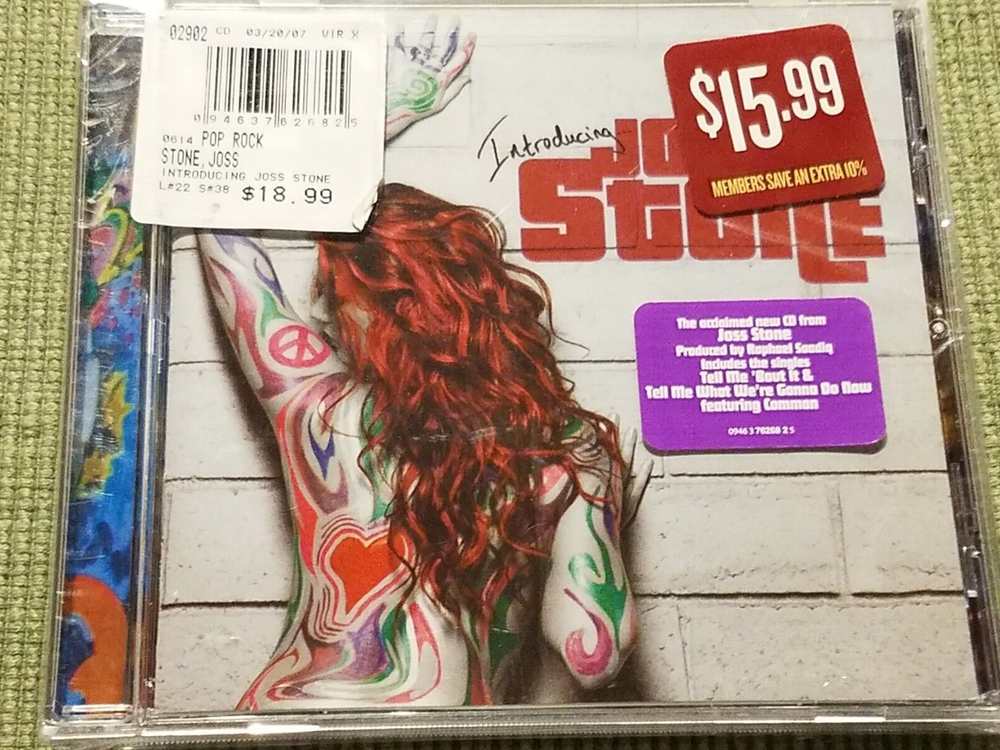 02902 CD 03/20/07 VIR X
0 94637 62682 5
0614 POP ROCK
STONE, JOSS
INTRODUCING JOSS STONE
L#22 S#38 $18.99
$15.99
MEMBERS SAVE AN EXTRA 10%
Introducing
Stone
The acclaimed new CD from
Joss Stone
Produced by Raphael Saadiq
Includes the singles
Tell Me 'Bout It &
Tell Me What We're Gonna Do Now
featuring Common
0946 3 76268 2 5